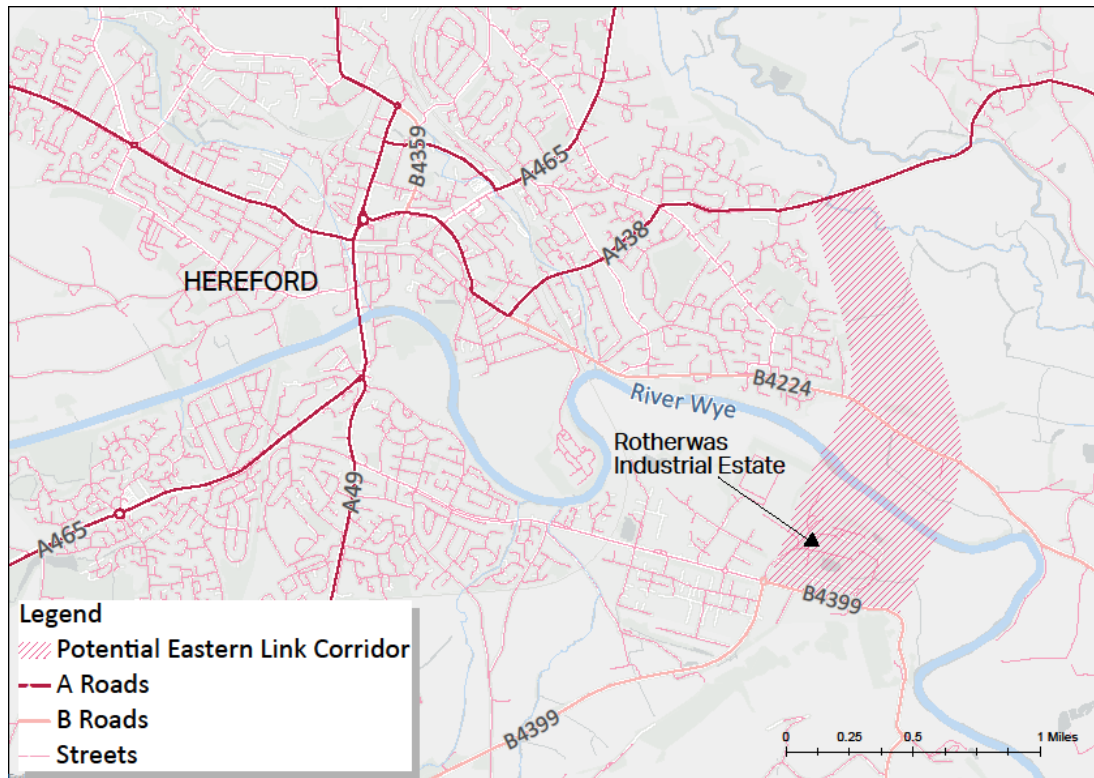 B4359
A465
A438
HEREFORD
B4224
River Wye
Rotherwas
Industrial Estate
A49
A465
B4399
B4399
Legend
Potential Eastern Link Corridor
A Roads
B Roads
Streets
0 0.25 0.5 1 Miles